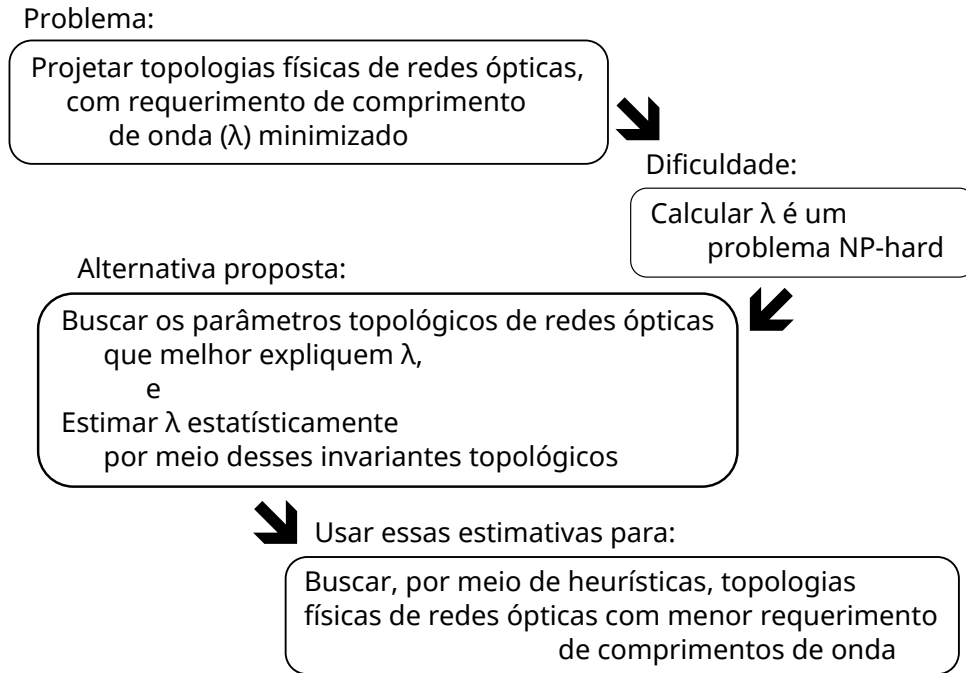 Problema:
Projetar topologias físicas de redes ópticas,
com requerimento de comprimento
de onda (λ) minimizado
Dificuldade:
Calcular λ é um
problema NP-hard
Alternativa proposta:
Buscar os parâmetros topológicos de redes ópticas
que melhor expliquem λ,
e
Estimar λ estatísticamente
por meio desses invariantes topológicos
Usar essas estimativas para:
Buscar, por meio de heurísticas, topologias
físicas de redes ópticas com menor requerimento
de comprimentos de onda